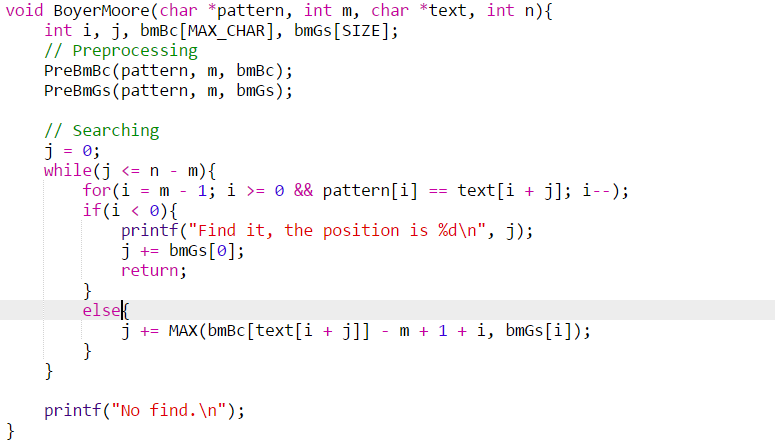 void BoyerMoore(char *pattern, int m, char *text, int n){
    int i, j, bmBc[MAX_CHAR], bmGs[SIZE];
    // Preprocessing
    PreBmBc(pattern, m, bmBc);
    PreBmGs(pattern, m, bmGs);

    // Searching
    j = 0;
    while(j <= n - m){
        for(i = m - 1; i >= 0 && pattern[i] == text[i + j]; i--);
        if(i < 0){
            printf("Find it, the position is %d\n", j);
            j += bmGs[0];
            return;
        }
        else{
            j += MAX(bmBc[text[i + j]] - m + 1 + i, bmGs[i]);
        }
    }

    printf("No find.\n");
}